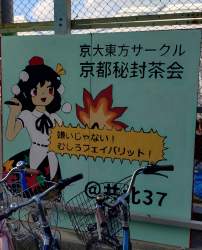 京大東方サークル
京都秘封茶会
嫌いじゃない！
むしろフェイバリット！
@共北37